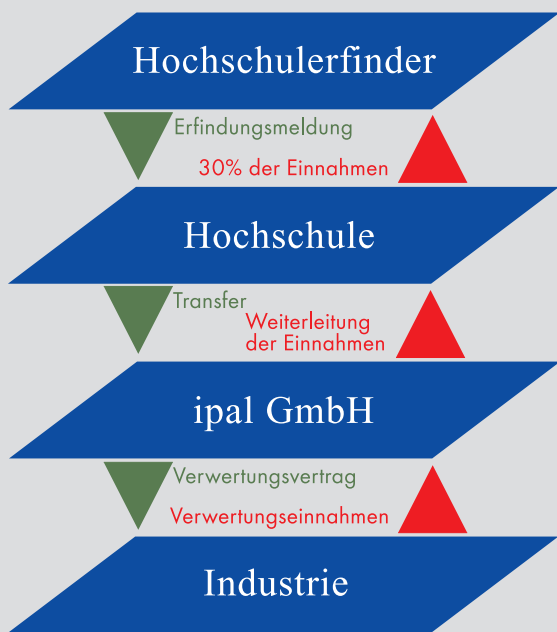 Hochschulerfinder
Erfindungsmeldung
30% der Einnahmen
Hochschule
Transfer
Weiterleitung
der Einnahmen
ipal GmbH
Verwertungsvertrag
Verwertungseinnahmen
Industrie